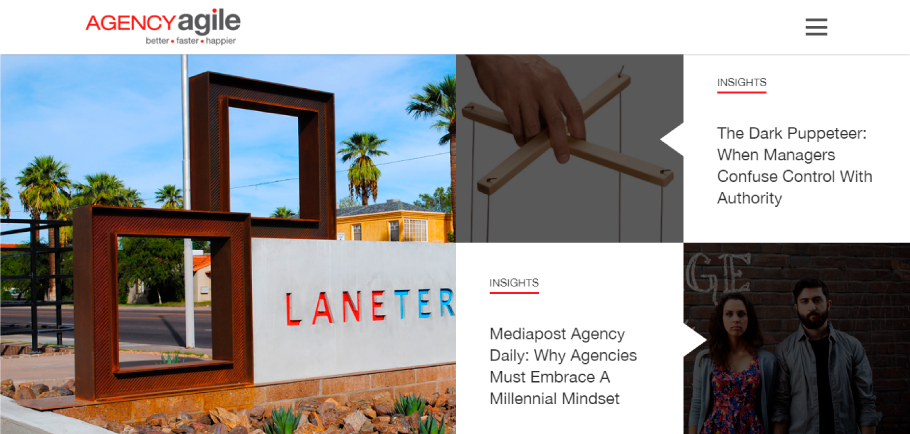 AGENCYagile
better • faster • happier
LANETER
INSIGHTS
The Dark Puppeteer:
When Managers
Confuse Control With
Authority
INSIGHTS
Mediapost Agency
Daily: Why Agencies
Must Embrace A
Millennial Mindset
GE